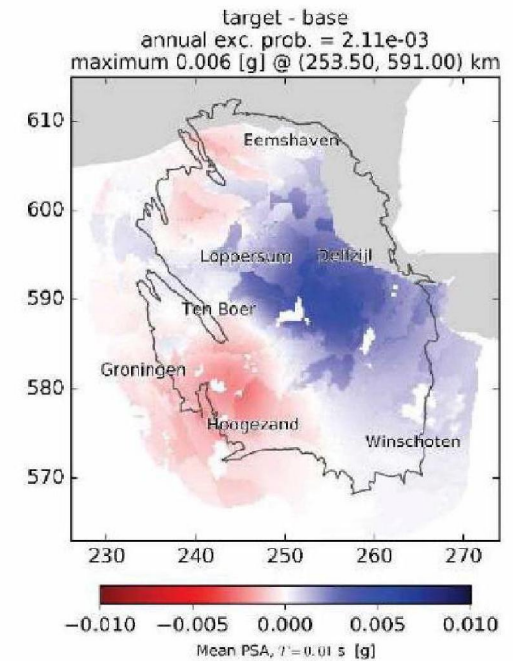 target - base
annual exc. prob. = 2.11e-03
maximum 0.006 [g] @ (253.50, 591.00) km
610
Eemshaven
600
Loppersum Delfzijl
590
Ten Boer
Groningen
580
Hoogezand
Winschoten
570
230 240 250 260 270
−0.010 −0.005 0.000 0.005 0.010
Mean PSA, T = 0.01 s [g]